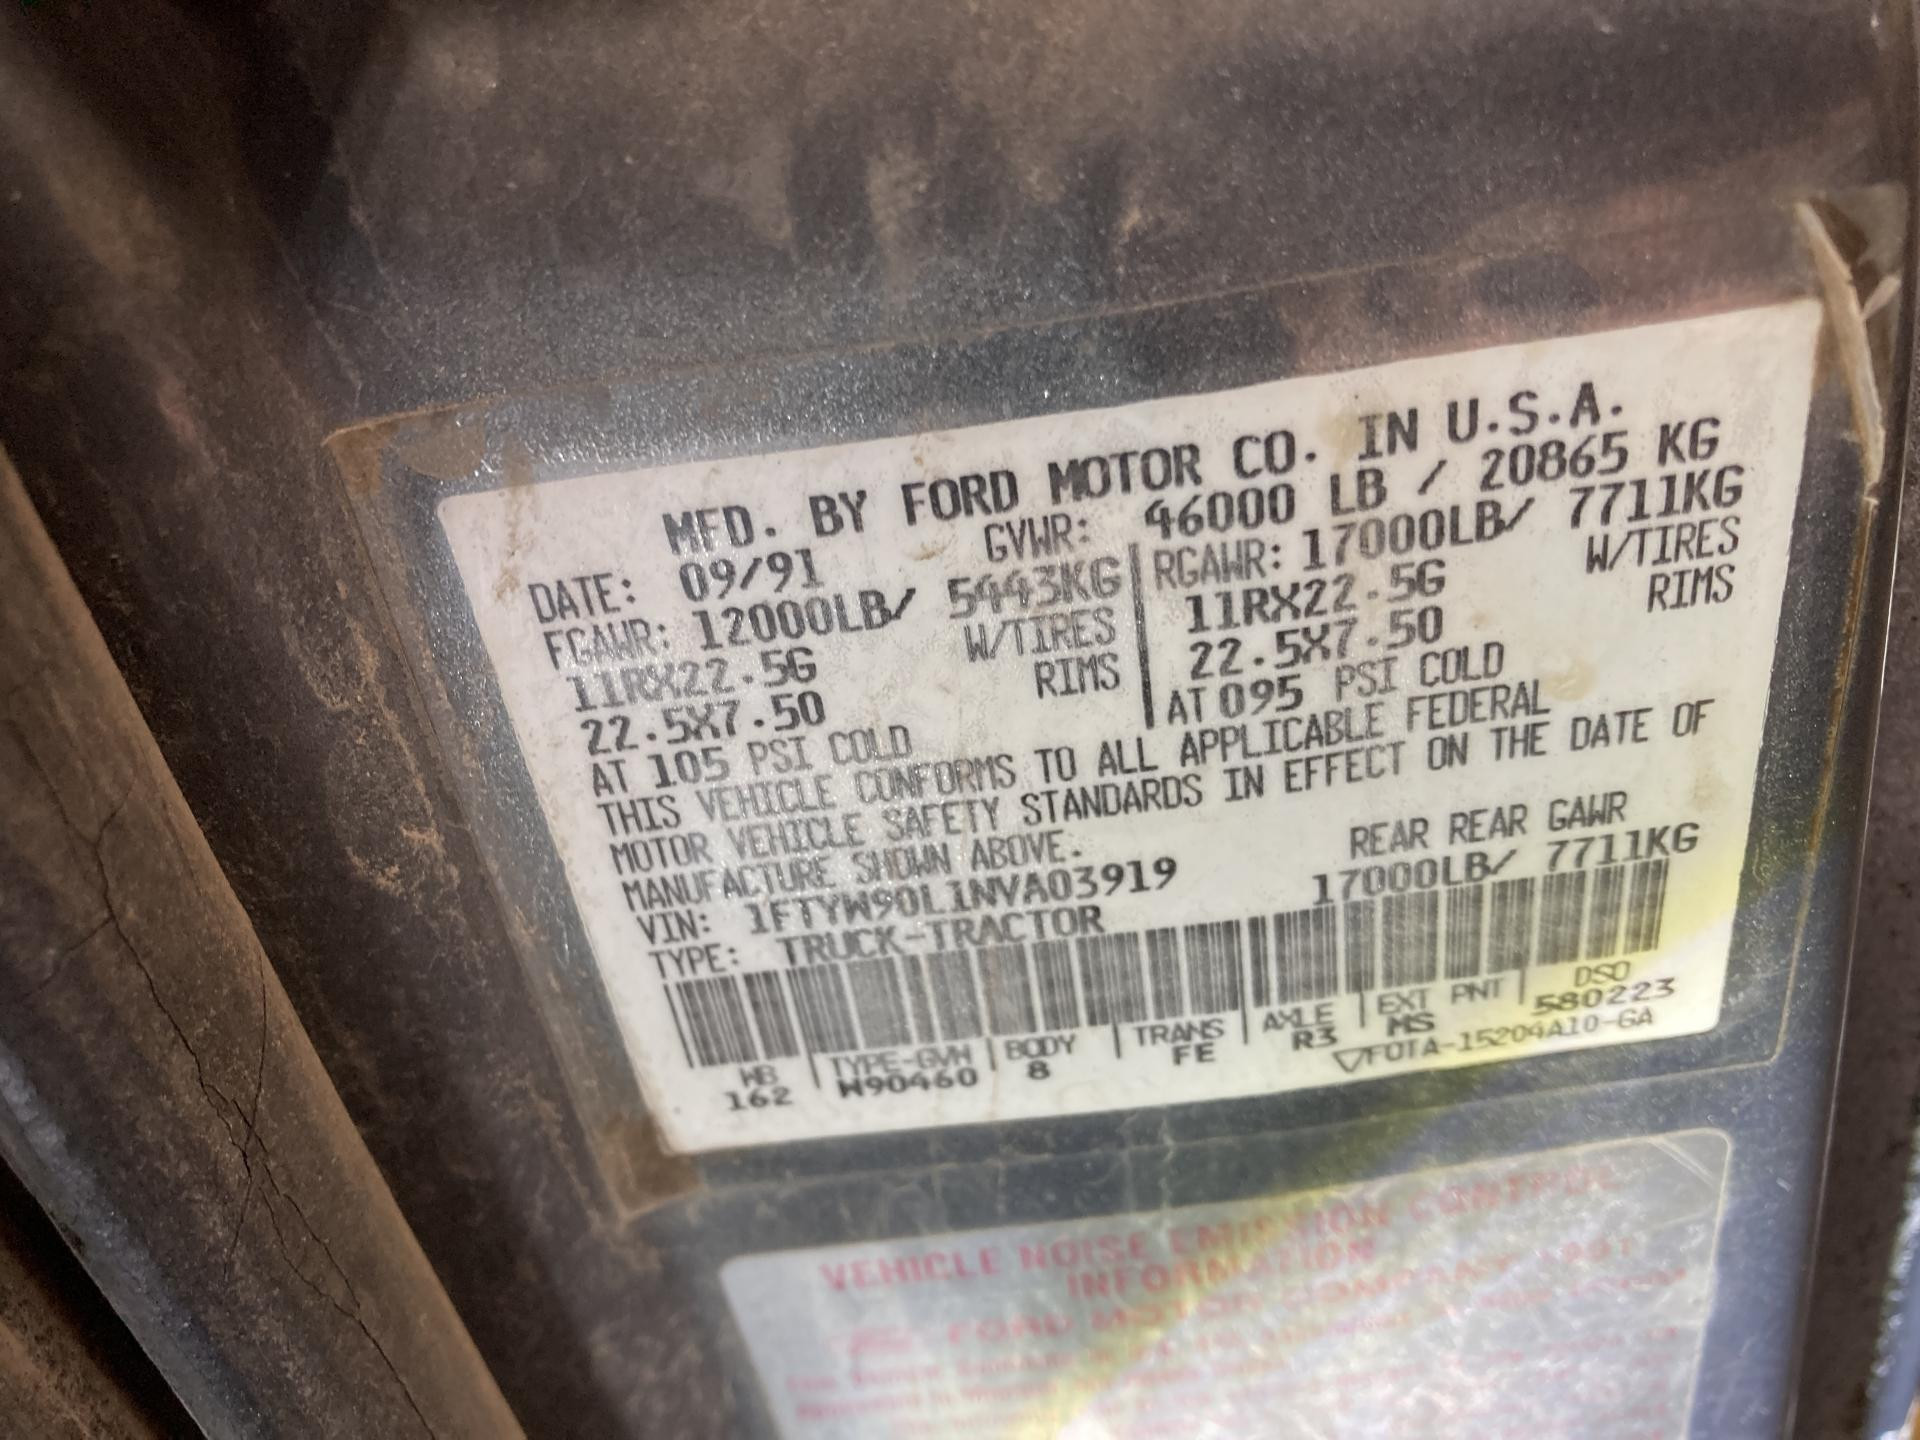 MFD. BY FORD MOTOR CO. IN U.S.A.
DATE: 09/91 GVWR: 46000 LB / 20865 KG
FGAWR: 12000LB/ 5443KG RGAWR: 17000LB/ 7711KG
11RX22.5G W/TIRES 11RX22.5G W/TIRES
22.5X7.50 RIMS 22.5X7.50 RIMS
AT 105 PSI COLD AT 095 PSI COLD
THIS VEHICLE CONFORMS TO ALL APPLICABLE FEDERAL
MOTOR VEHICLE SAFETY STANDARDS IN EFFECT ON THE DATE OF
MANUFACTURE SHOWN ABOVE. REAR REAR GAWR
VIN: 1FTYW90L1NVA03919 17000LB/ 7711KG
TYPE: TRUCK-TRACTOR
WB TYPE-GVW BODY TRANS AXLE EXT PNT DSO
162 W90460 8 FE R3 MS 580223
▽FOTA-15204A10-GA
VEHICLE NOISE EMISSION CONTROL
INFORMATION
FORD MOTOR COMPANY